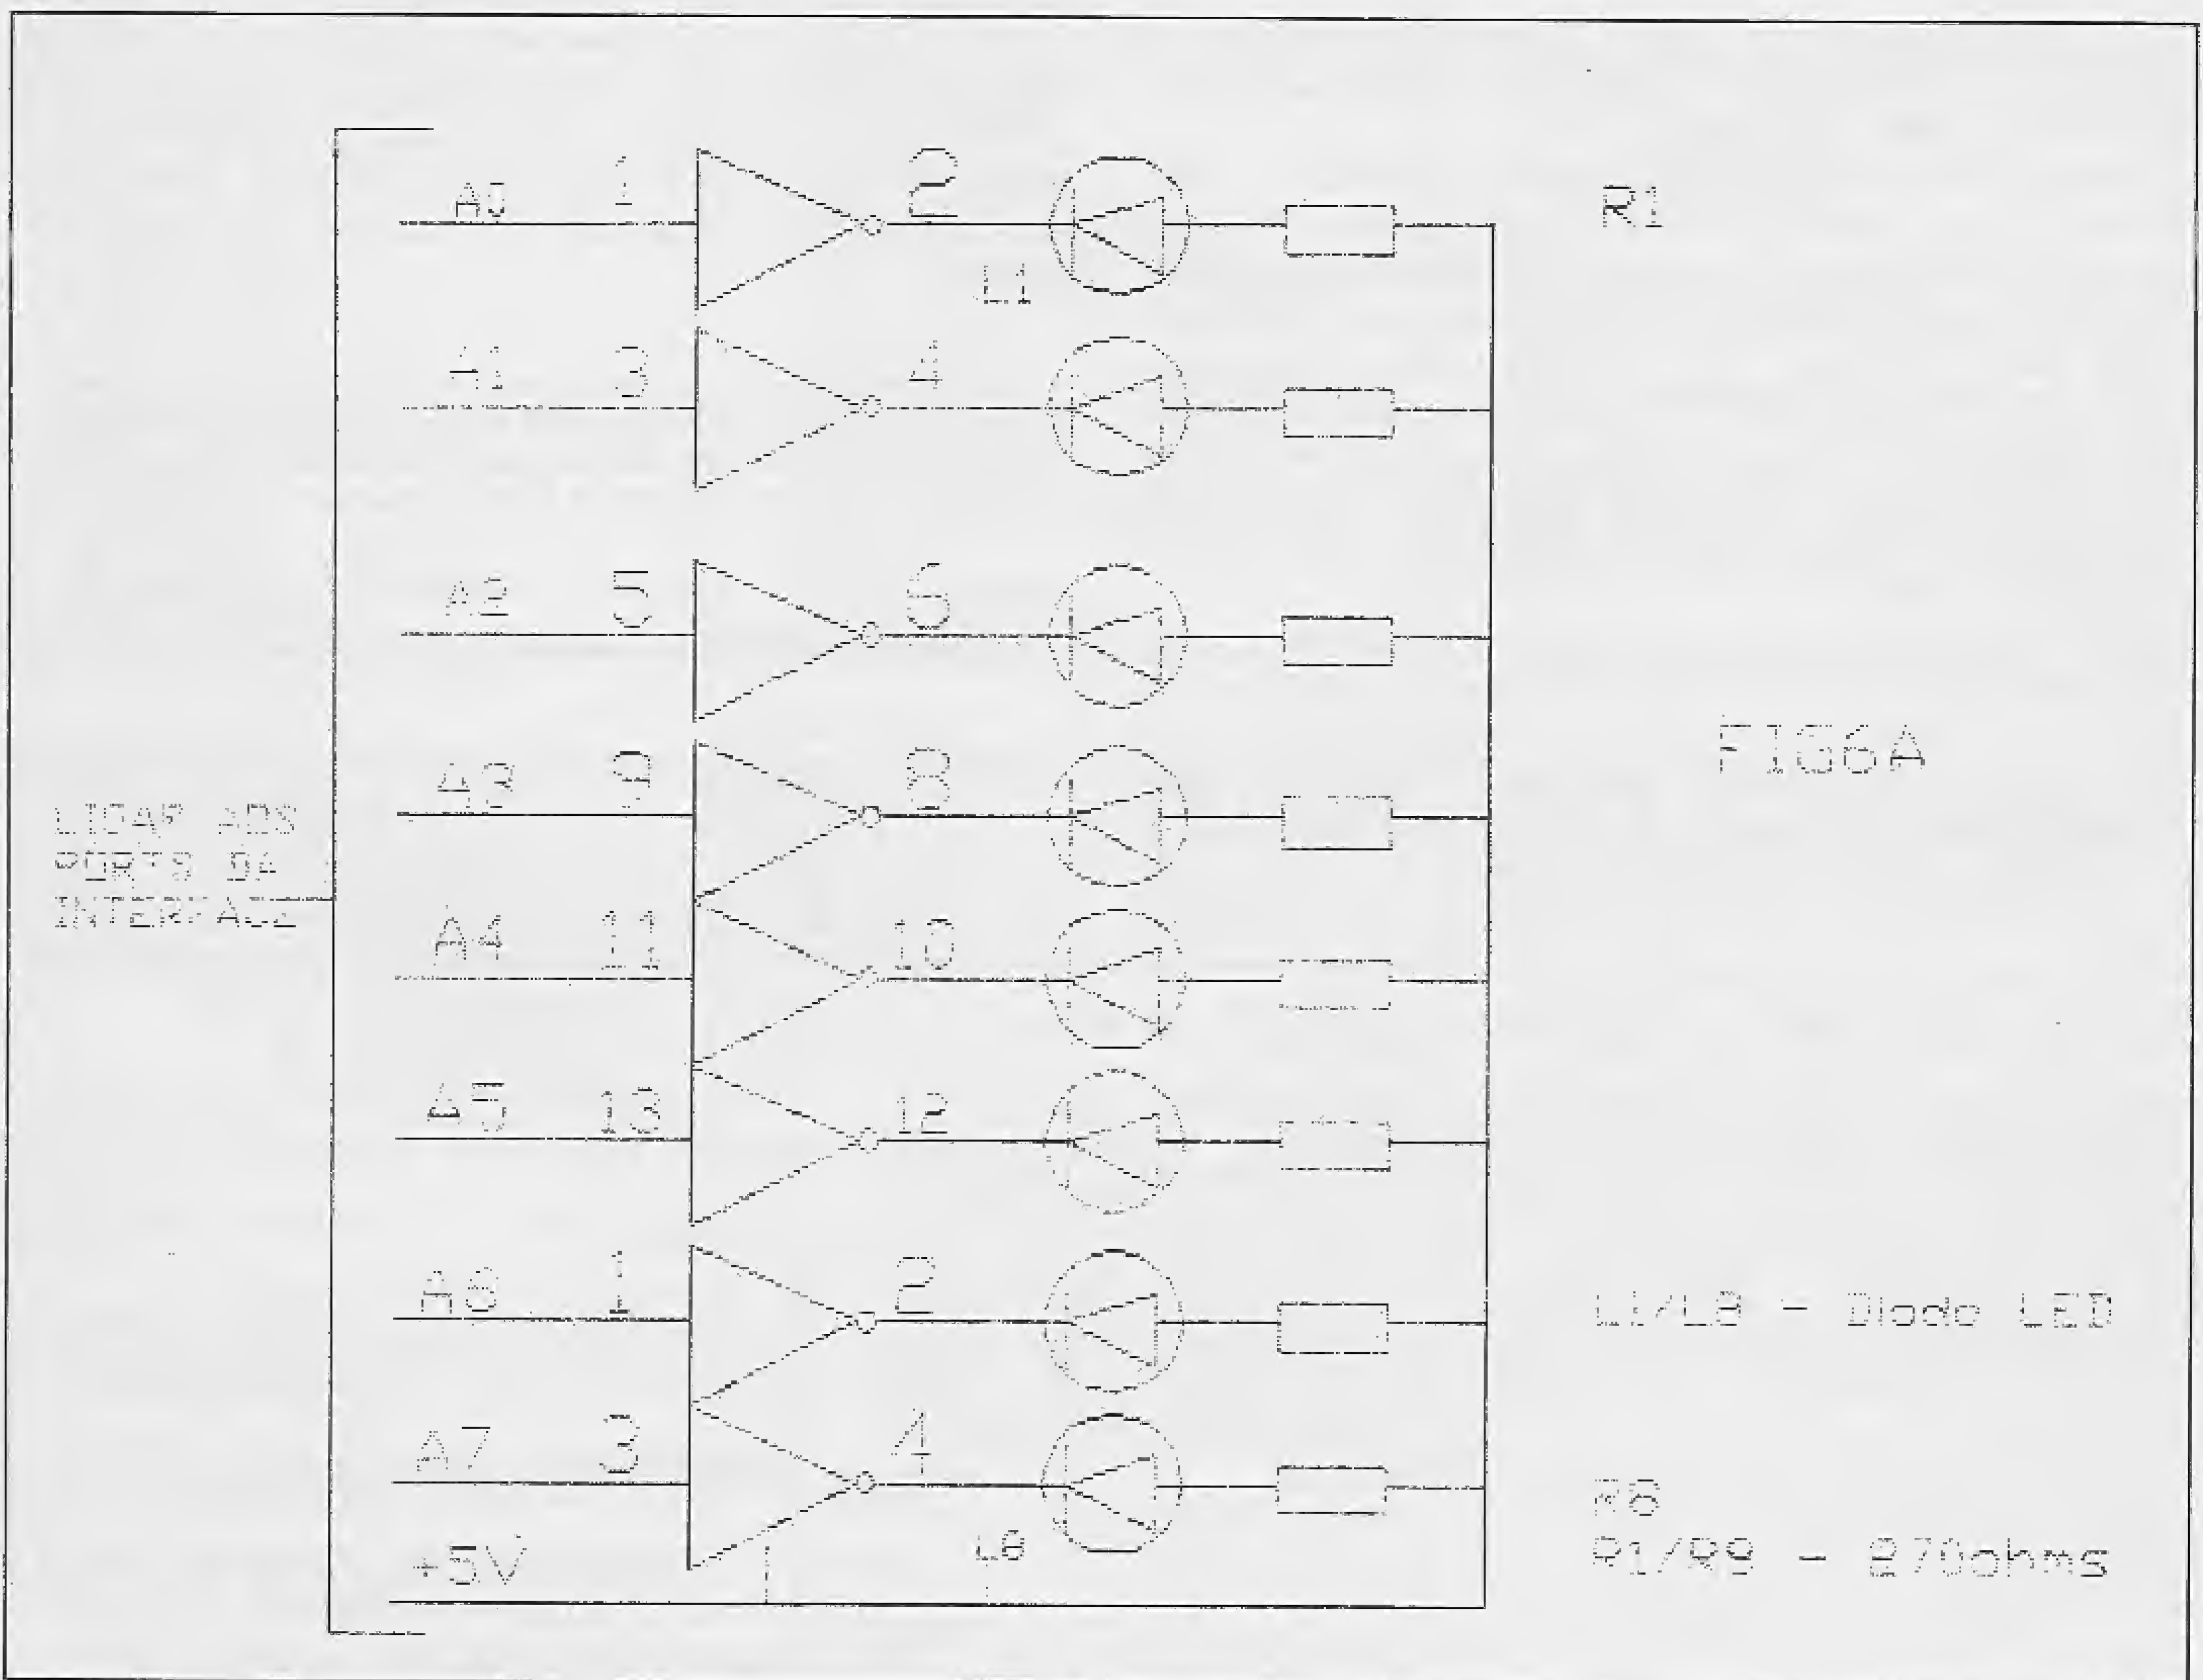 A0 1 2 R1
L1
A1 3 4
A2 5 6
FIG6A
A3 9 8
LIGAR AOS
PORTS DA
INTERFACE
A4 11 10
A5 13 12
A6 1 2
L1/L8 - Diodo LED
A7 3 4
R8
L8
+5V
R1/R9 - 270ohms